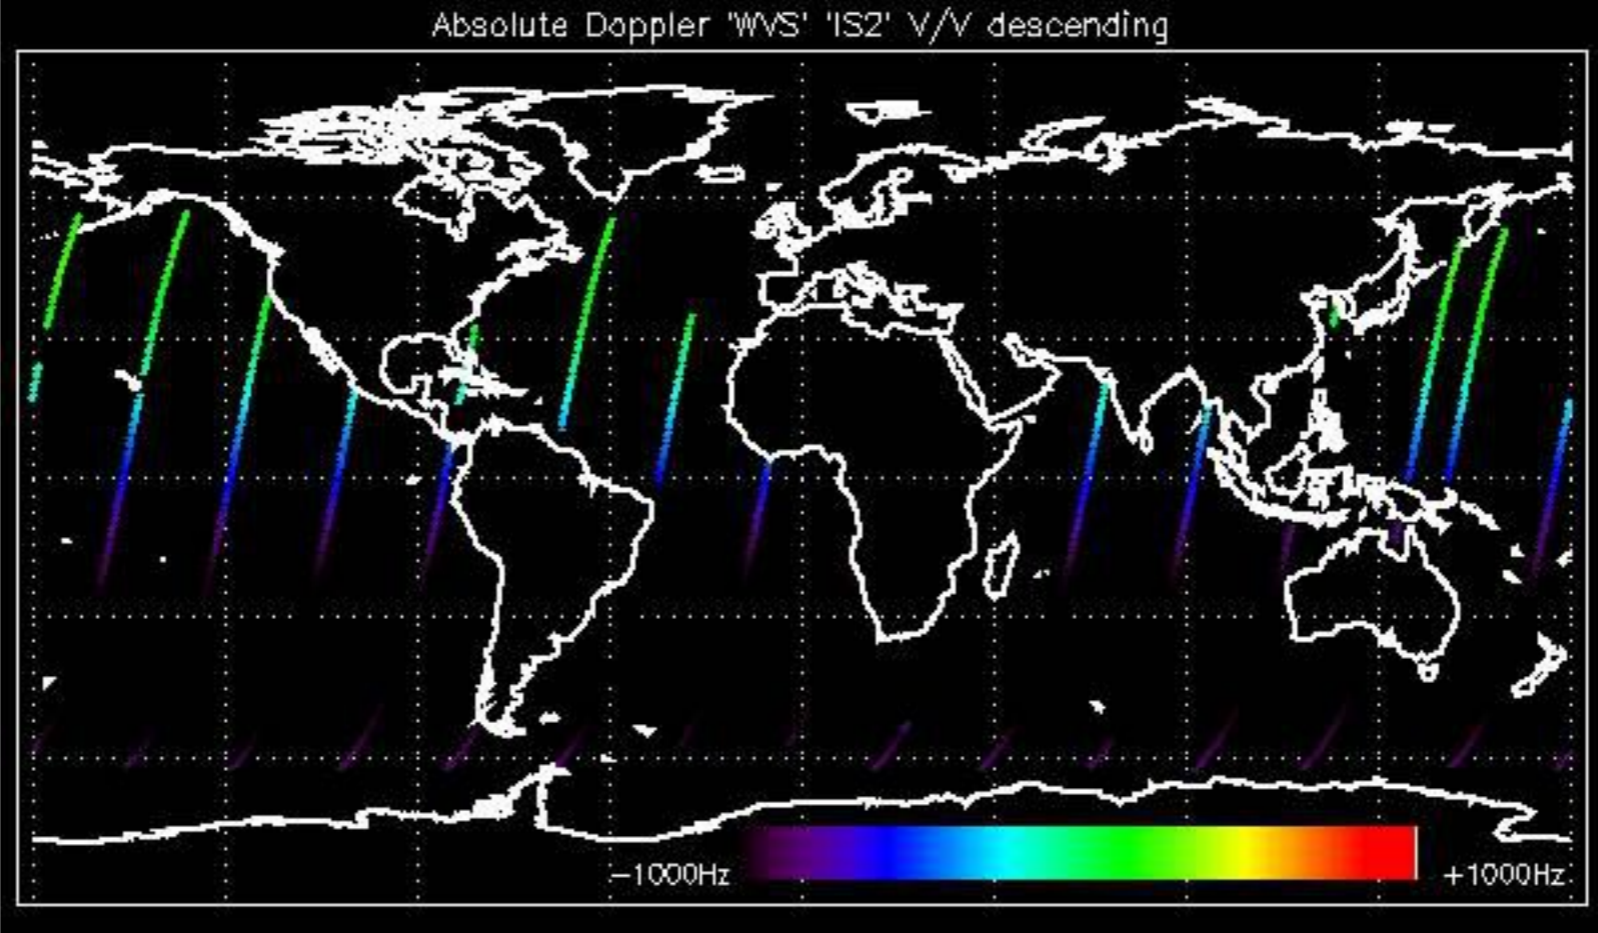 Absolute Doppler 'WVS' 'IS2' V/V descending
−1000Hz +1000Hz